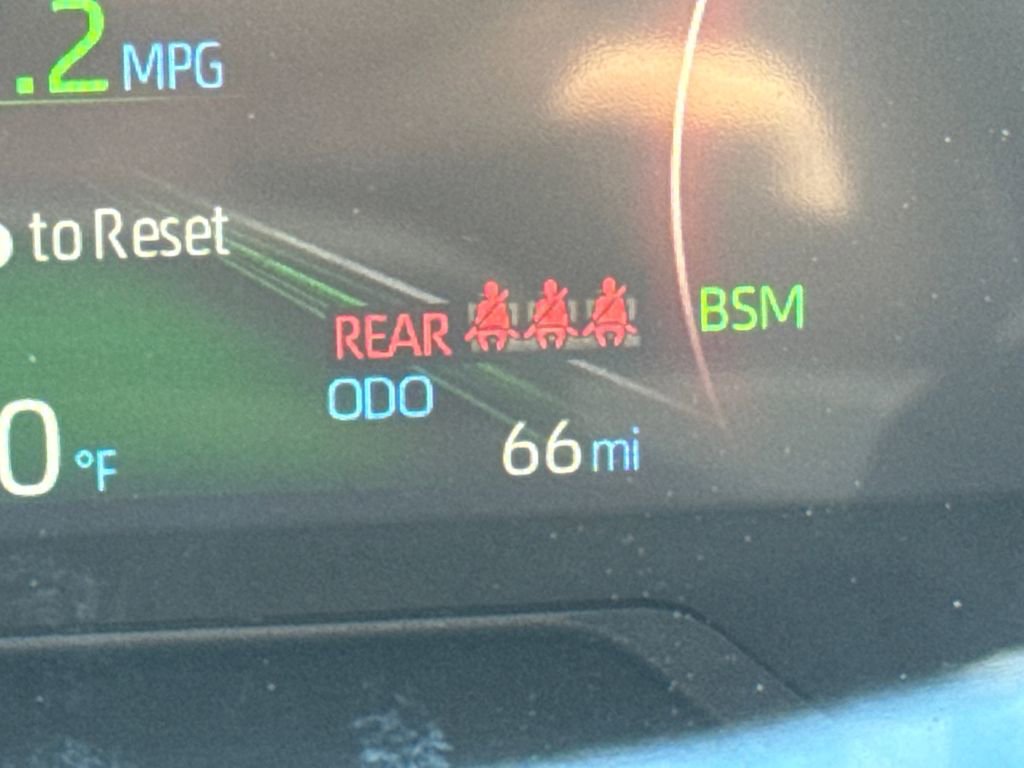 .2 MPG
to Reset
REAR
BSM
ODO
66 mi
0 °F